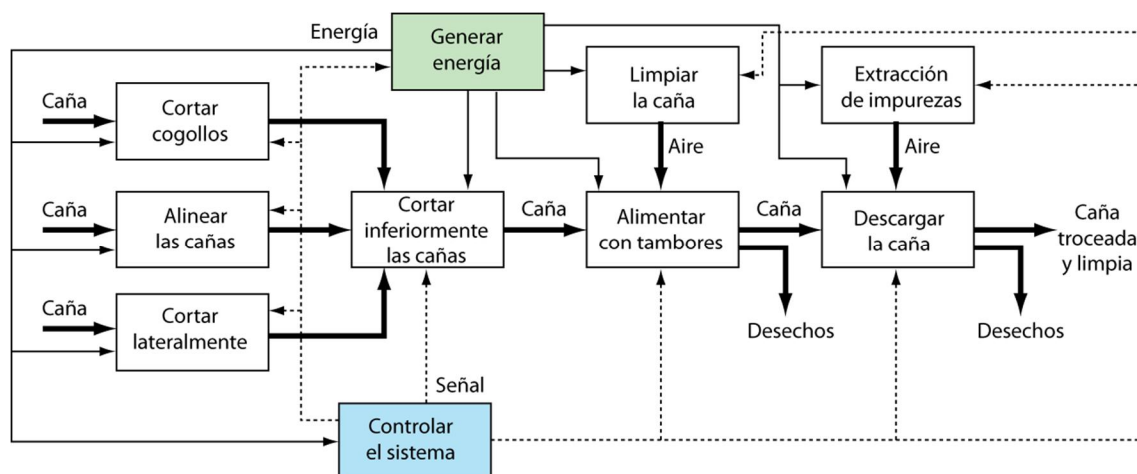 Energía
Generar
energía
Limpiar
la caña
Extracción
de impurezas
Caña
Cortar
cogollos
Aire
Aire
Caña
Alinear
las cañas
Cortar
inferiormente
las cañas
Caña
Alimentar
con tambores
Caña
Descargar
la caña
Caña
troceada
y limpia
Caña
Cortar
lateralmente
Desechos
Desechos
Señal
Controlar
el sistema